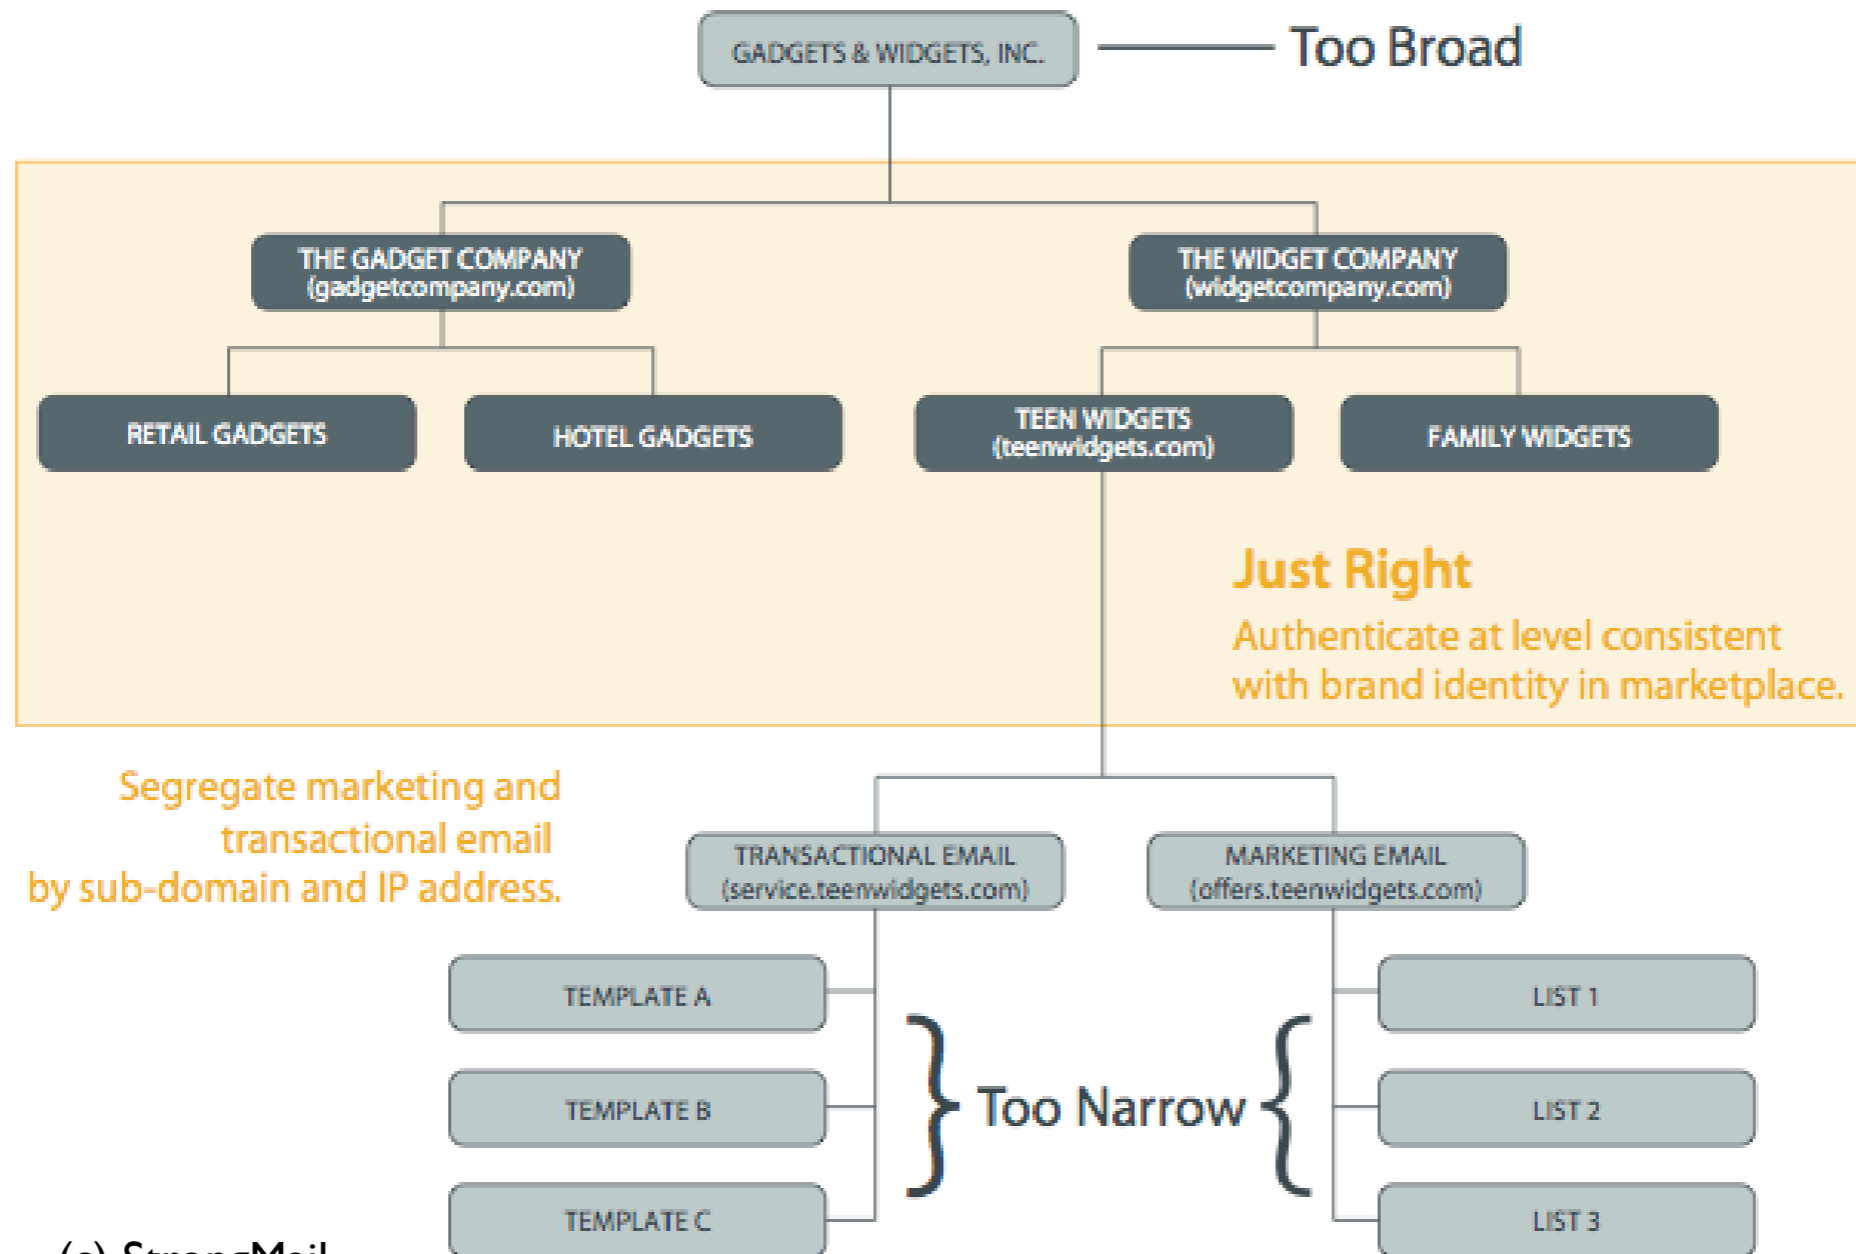 GADGETS & WIDGETS, INC.
Too Broad
THE GADGET COMPANY
(gadgetcompany.com)
THE WIDGET COMPANY
(widgetcompany.com)
RETAIL GADGETS
HOTEL GADGETS
TEEN WIDGETS
(teenwidgets.com)
FAMILY WIDGETS
Just Right
Authenticate at level consistent
with brand identity in marketplace.
Segregate marketing and
transactional email
by sub-domain and IP address.
TRANSACTIONAL EMAIL
(service.teenwidgets.com)
MARKETING EMAIL
(offers.teenwidgets.com)
TEMPLATE A
LIST 1
TEMPLATE B
Too Narrow
LIST 2
TEMPLATE C
LIST 3
(c) StrongMail